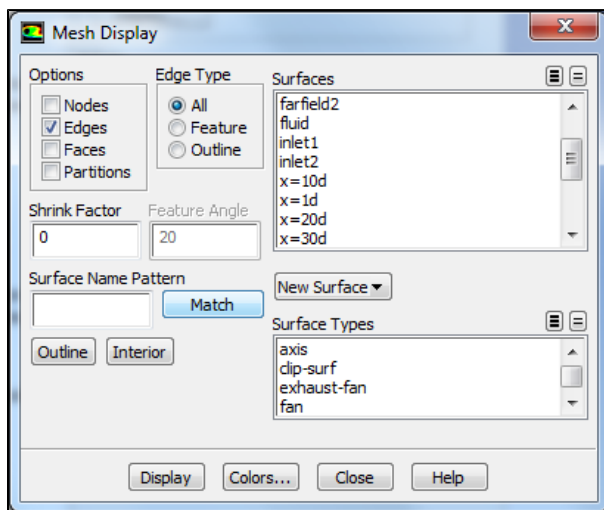 Mesh Display
Options
Nodes
Edges
Faces
Partitions
Edge Type
All
Feature
Outline
Shrink Factor
0
Feature Angle
20
Surface Name Pattern
Match
Outline
Interior
Surfaces
farfield2
fluid
inlet1
inlet2
x=10d
x=1d
x=20d
x=30d
New Surface
Surface Types
axis
clip-surf
exhaust-fan
fan
Display
Colors...
Close
Help